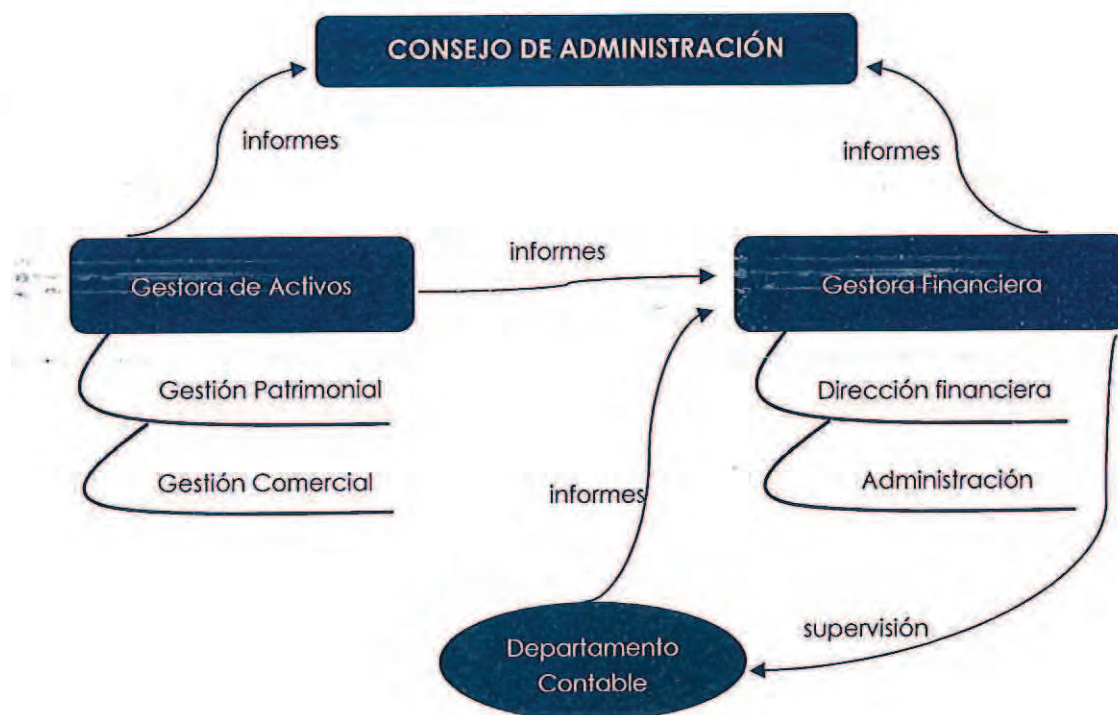 CONSEJO DE ADMINISTRACIÓN
informes
informes
informes
Gestora de Activos
Gestora Financiera
Gestión Patrimonial
Dirección financiera
Gestión Comercial
Administración
informes
supervisión
Departamento
Contable